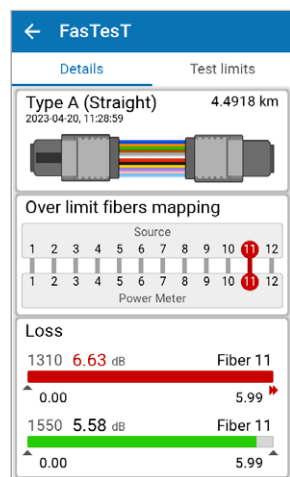 FasTesT
Details Test limits
Type A (Straight) 4.4918 km
2023-04-20, 11:28:59
Over limit fibers mapping
Source
1 2 3 4 5 6 7 8 9 10 11 12
1 2 3 4 5 6 7 8 9 10 11 12
Power Meter
Loss
1310 6.63 dB Fiber 11
0.00 5.99
1550 5.58 dB Fiber 11
0.00 5.99